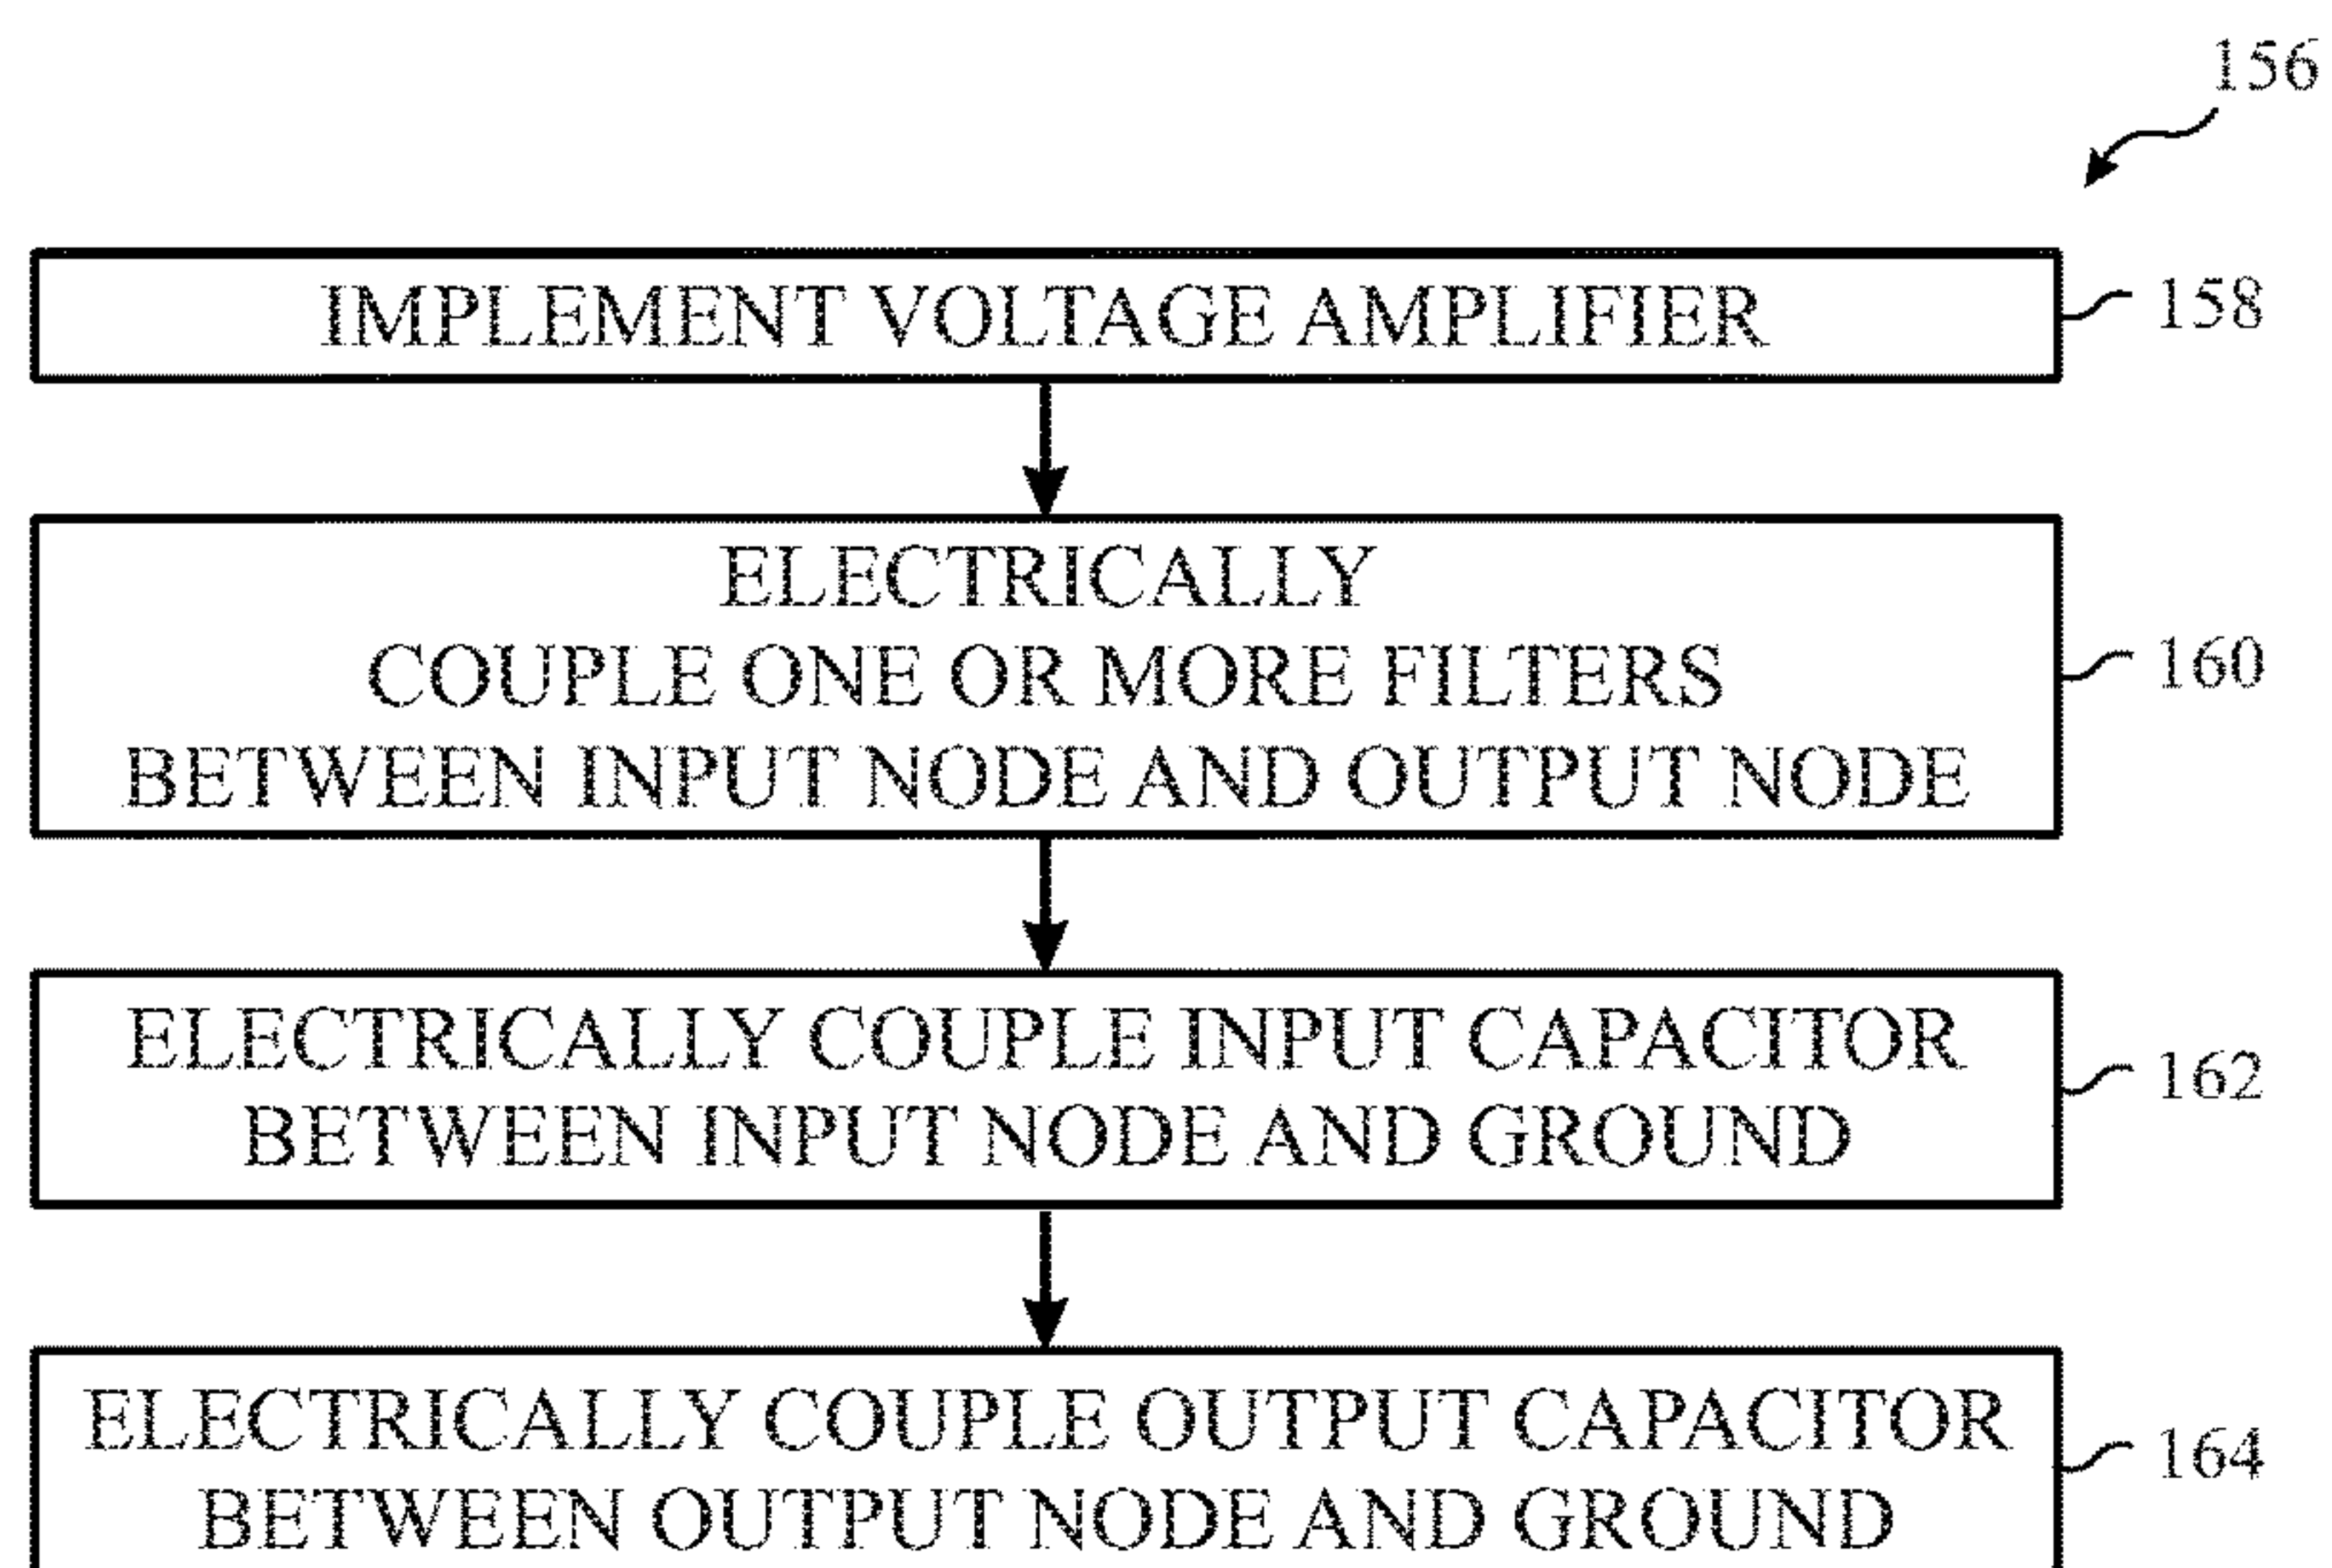 156
IMPLEMENT VOLTAGE AMPLIFIER
158
ELECTRICALLY
COUPLE ONE OR MORE FILTERS
BETWEEN INPUT NODE AND OUTPUT NODE
160
ELECTRICALLY COUPLE INPUT CAPACITOR
BETWEEN INPUT NODE AND GROUND
162
ELECTRICALLY COUPLE OUTPUT CAPACITOR
BETWEEN OUTPUT NODE AND GROUND
164